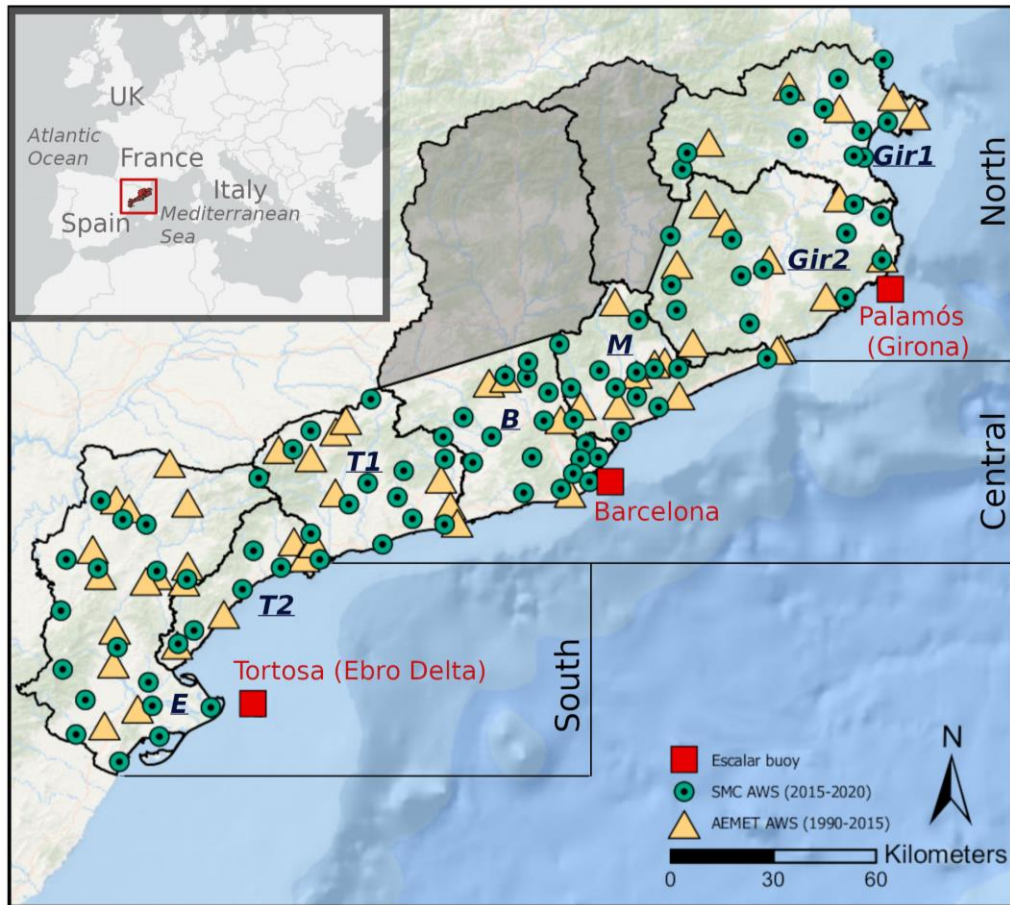 UK
Atlantic
Ocean
France
Italy
Spain
Mediterranean
Sea
Gir1
North
Gir2
Palamós
(Girona)
M
B
Central
T1
Barcelona
T2
Tortosa (Ebro Delta)
South
E
Escalar buoy
SMC AWS (2015-2020)
AEMET AWS (1990-2015)
N
Kilometers
0 30 60